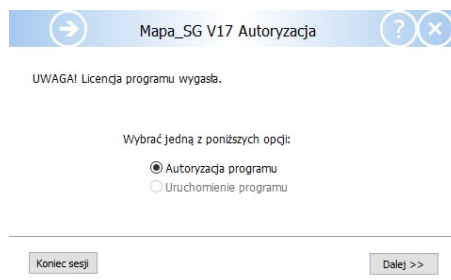 Mapa_SG V17 Autoryzacja
?
UWAGA! Licencja programu wygasła.
Wybrać jedną z poniższych opcji:
Autoryzacja programu
Uruchomienie programu
Koniec sesji
Dalej >>